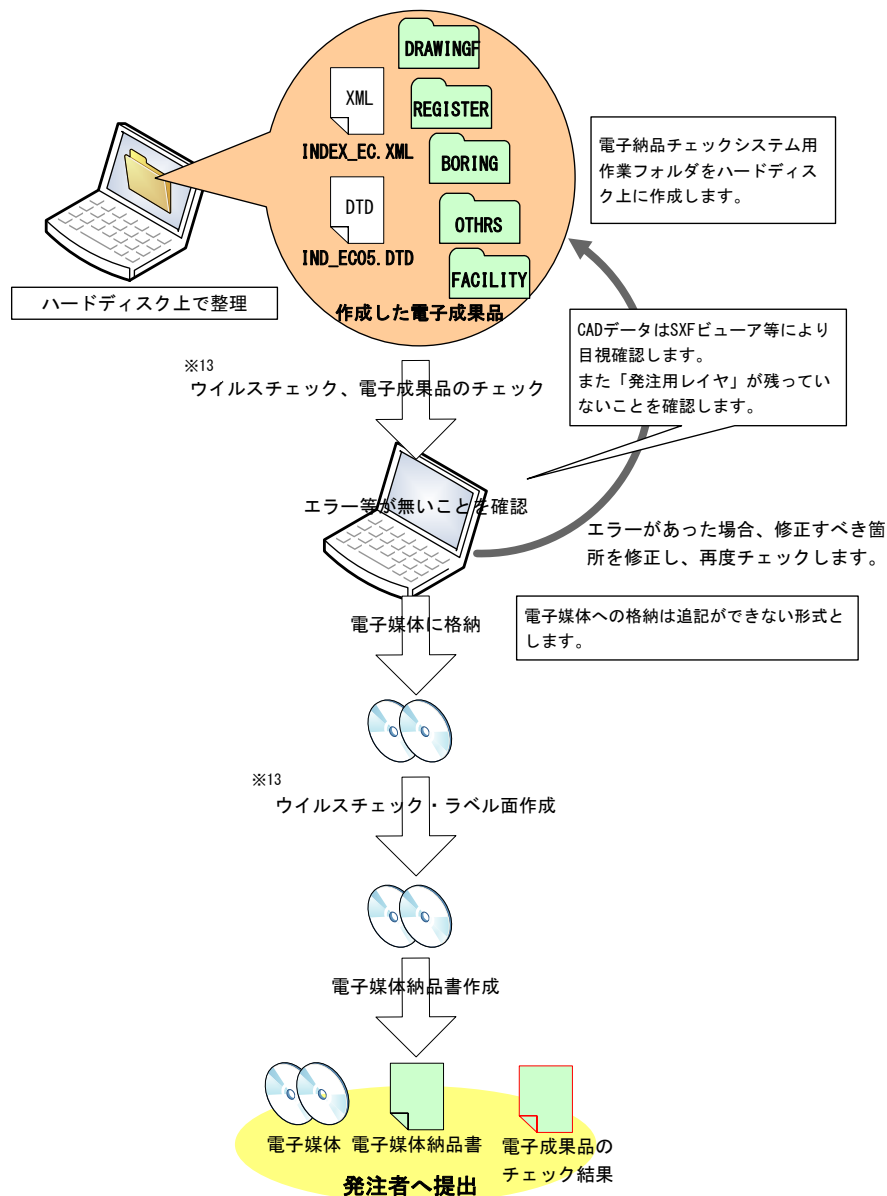 DRAWINGF
XML
REGISTER
INDEX_EC.XML
BORING
DTD
OTHRS
IND_EC05.DTD
FACILITY
作成した電子成果品
ハードディスク上で整理
電子納品チェックシステム用
作業フォルダをハードディス
ク上に作成します。
CADデータはSXFビューア等により
目視確認します。
また「発注用レイヤ」が残ってい
ないことを確認します。
※13
ウイルスチェック、電子成果品のチェック
エラー等が無いことを確認
エラーがあった場合、修正すべき箇
所を修正し、再度チェックします。
電子媒体に格納
電子媒体への格納は追記ができない形式と
します。
※13
ウイルスチェック・ラベル面作成
電子媒体納品書作成
電子媒体
電子媒体納品書
電子成果品の
チェック結果
発注者へ提出